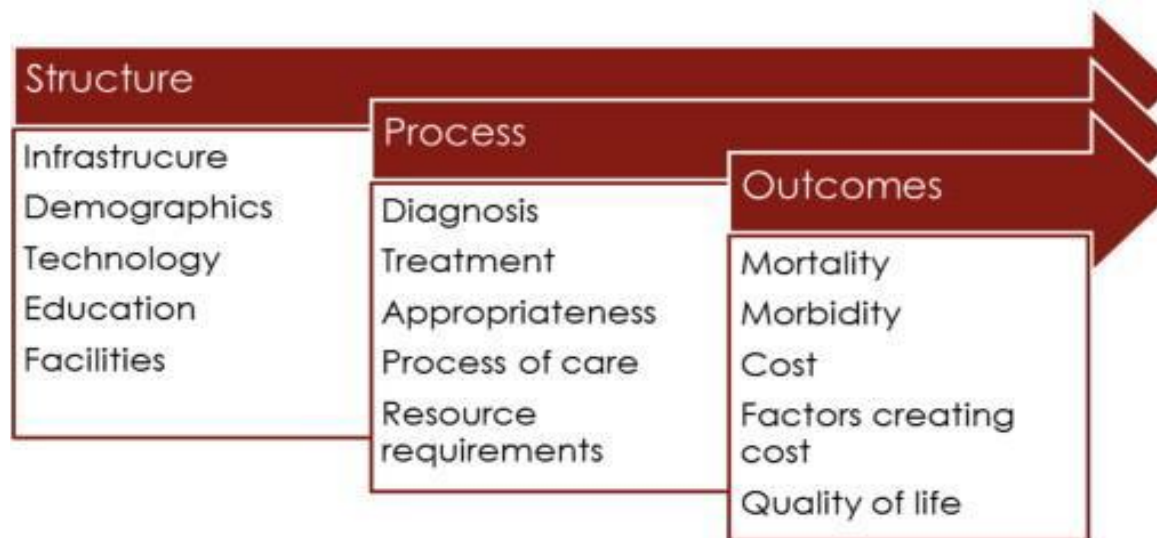 Structure
Infrastrucure
Demographics
Technology
Education
Facilities
Process
Diagnosis
Treatment
Appropriateness
Process of care
Resource
requirements
Outcomes
Mortality
Morbidity
Cost
Factors creating
cost
Quality of life